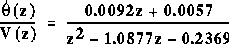 θ̇(z) / V(z) = (0.0092z + 0.0057) / (z² - 1.0877z - 0.2369)